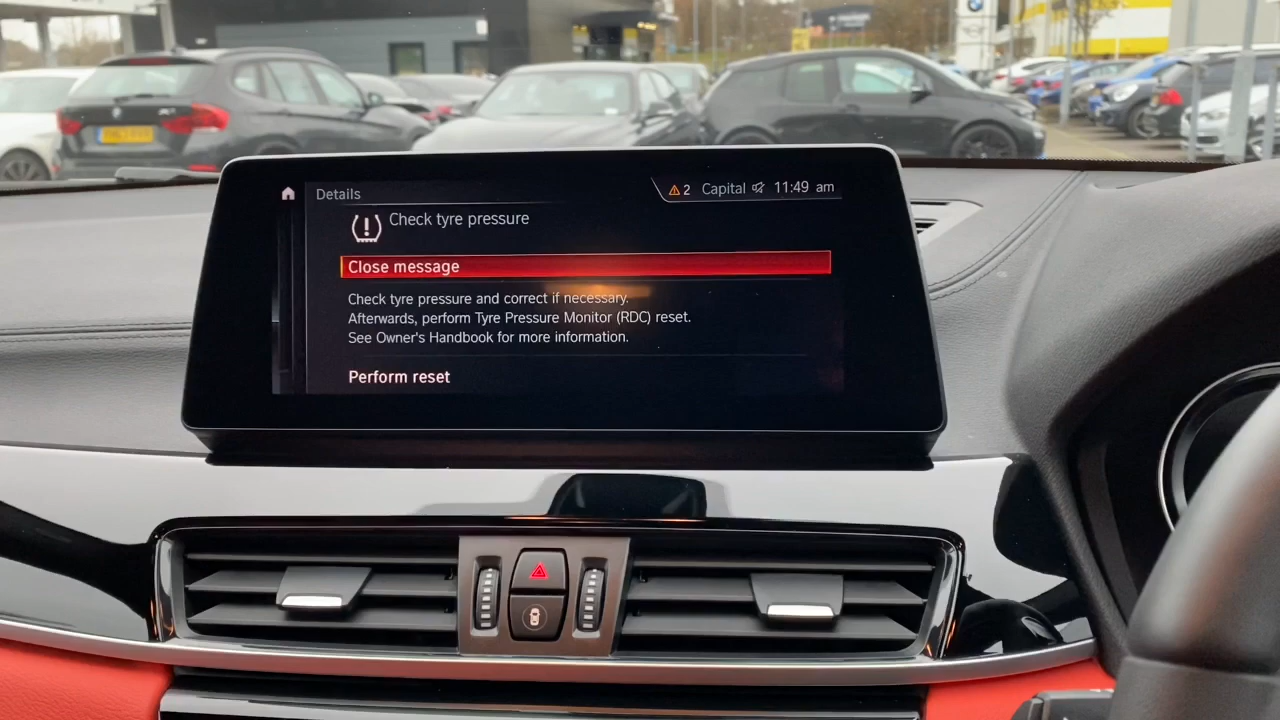 Details
2 Capital 11:49 am
Check tyre pressure
Close message
Check tyre pressure and correct if necessary.
Afterwards, perform Tyre Pressure Monitor (RDC) reset.
See Owner's Handbook for more information.
Perform reset